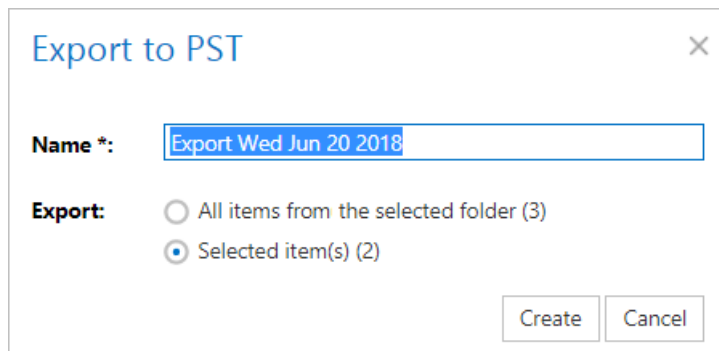 Export to PST
Name *: Export Wed Jun 20 2018
Export: All items from the selected folder (3)
Selected item(s) (2)
Create Cancel